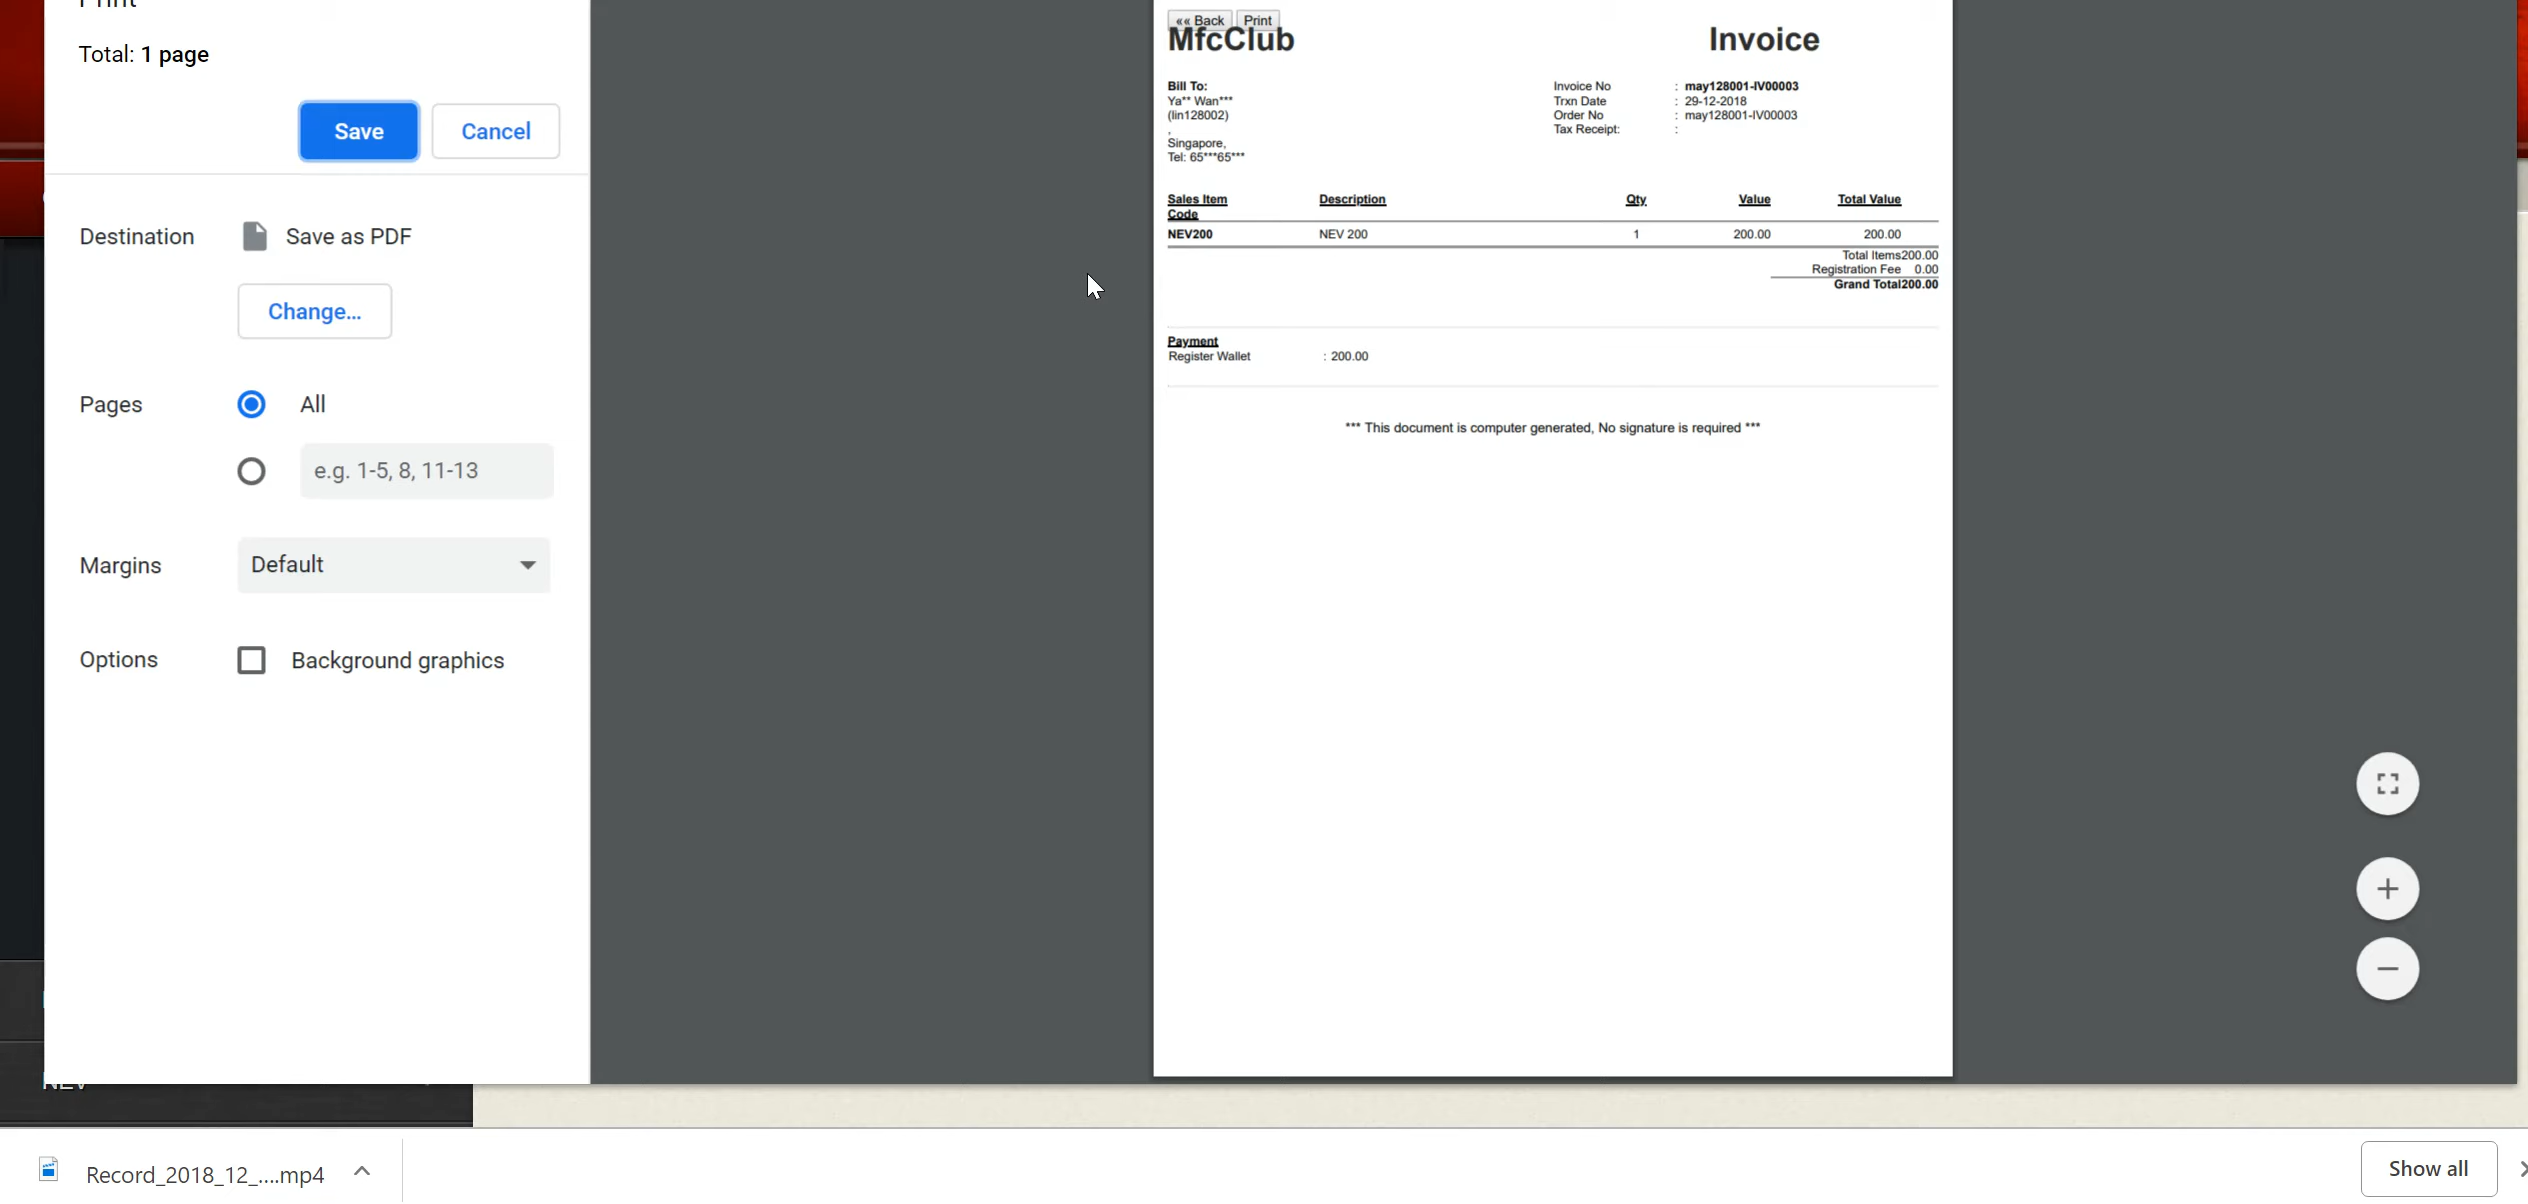 Print
Total: 1 page
Save Cancel
Destination Save as PDF
Change...
Pages All
e.g. 1-5, 8, 11-13
Margins Default
Options Background graphics
«« Back Print
MfcClub Invoice
Bill To:
Ya** Wan***
(lin128002)
,
Singapore,
Tel: 65***65***
Invoice No : may128001-IV00003
Trxn Date : 29-12-2018
Order No : may128001-IV00003
Tax Receipt: :
Sales Item Code Description Qty Value Total Value
NEV200 NEV 200 1 200.00 200.00
Total Items200.00
Registration Fee 0.00
Grand Total200.00
Payment
Register Wallet : 200.00
*** This document is computer generated, No signature is required ***
NEV
Record_2018_12_....mp4
Show all